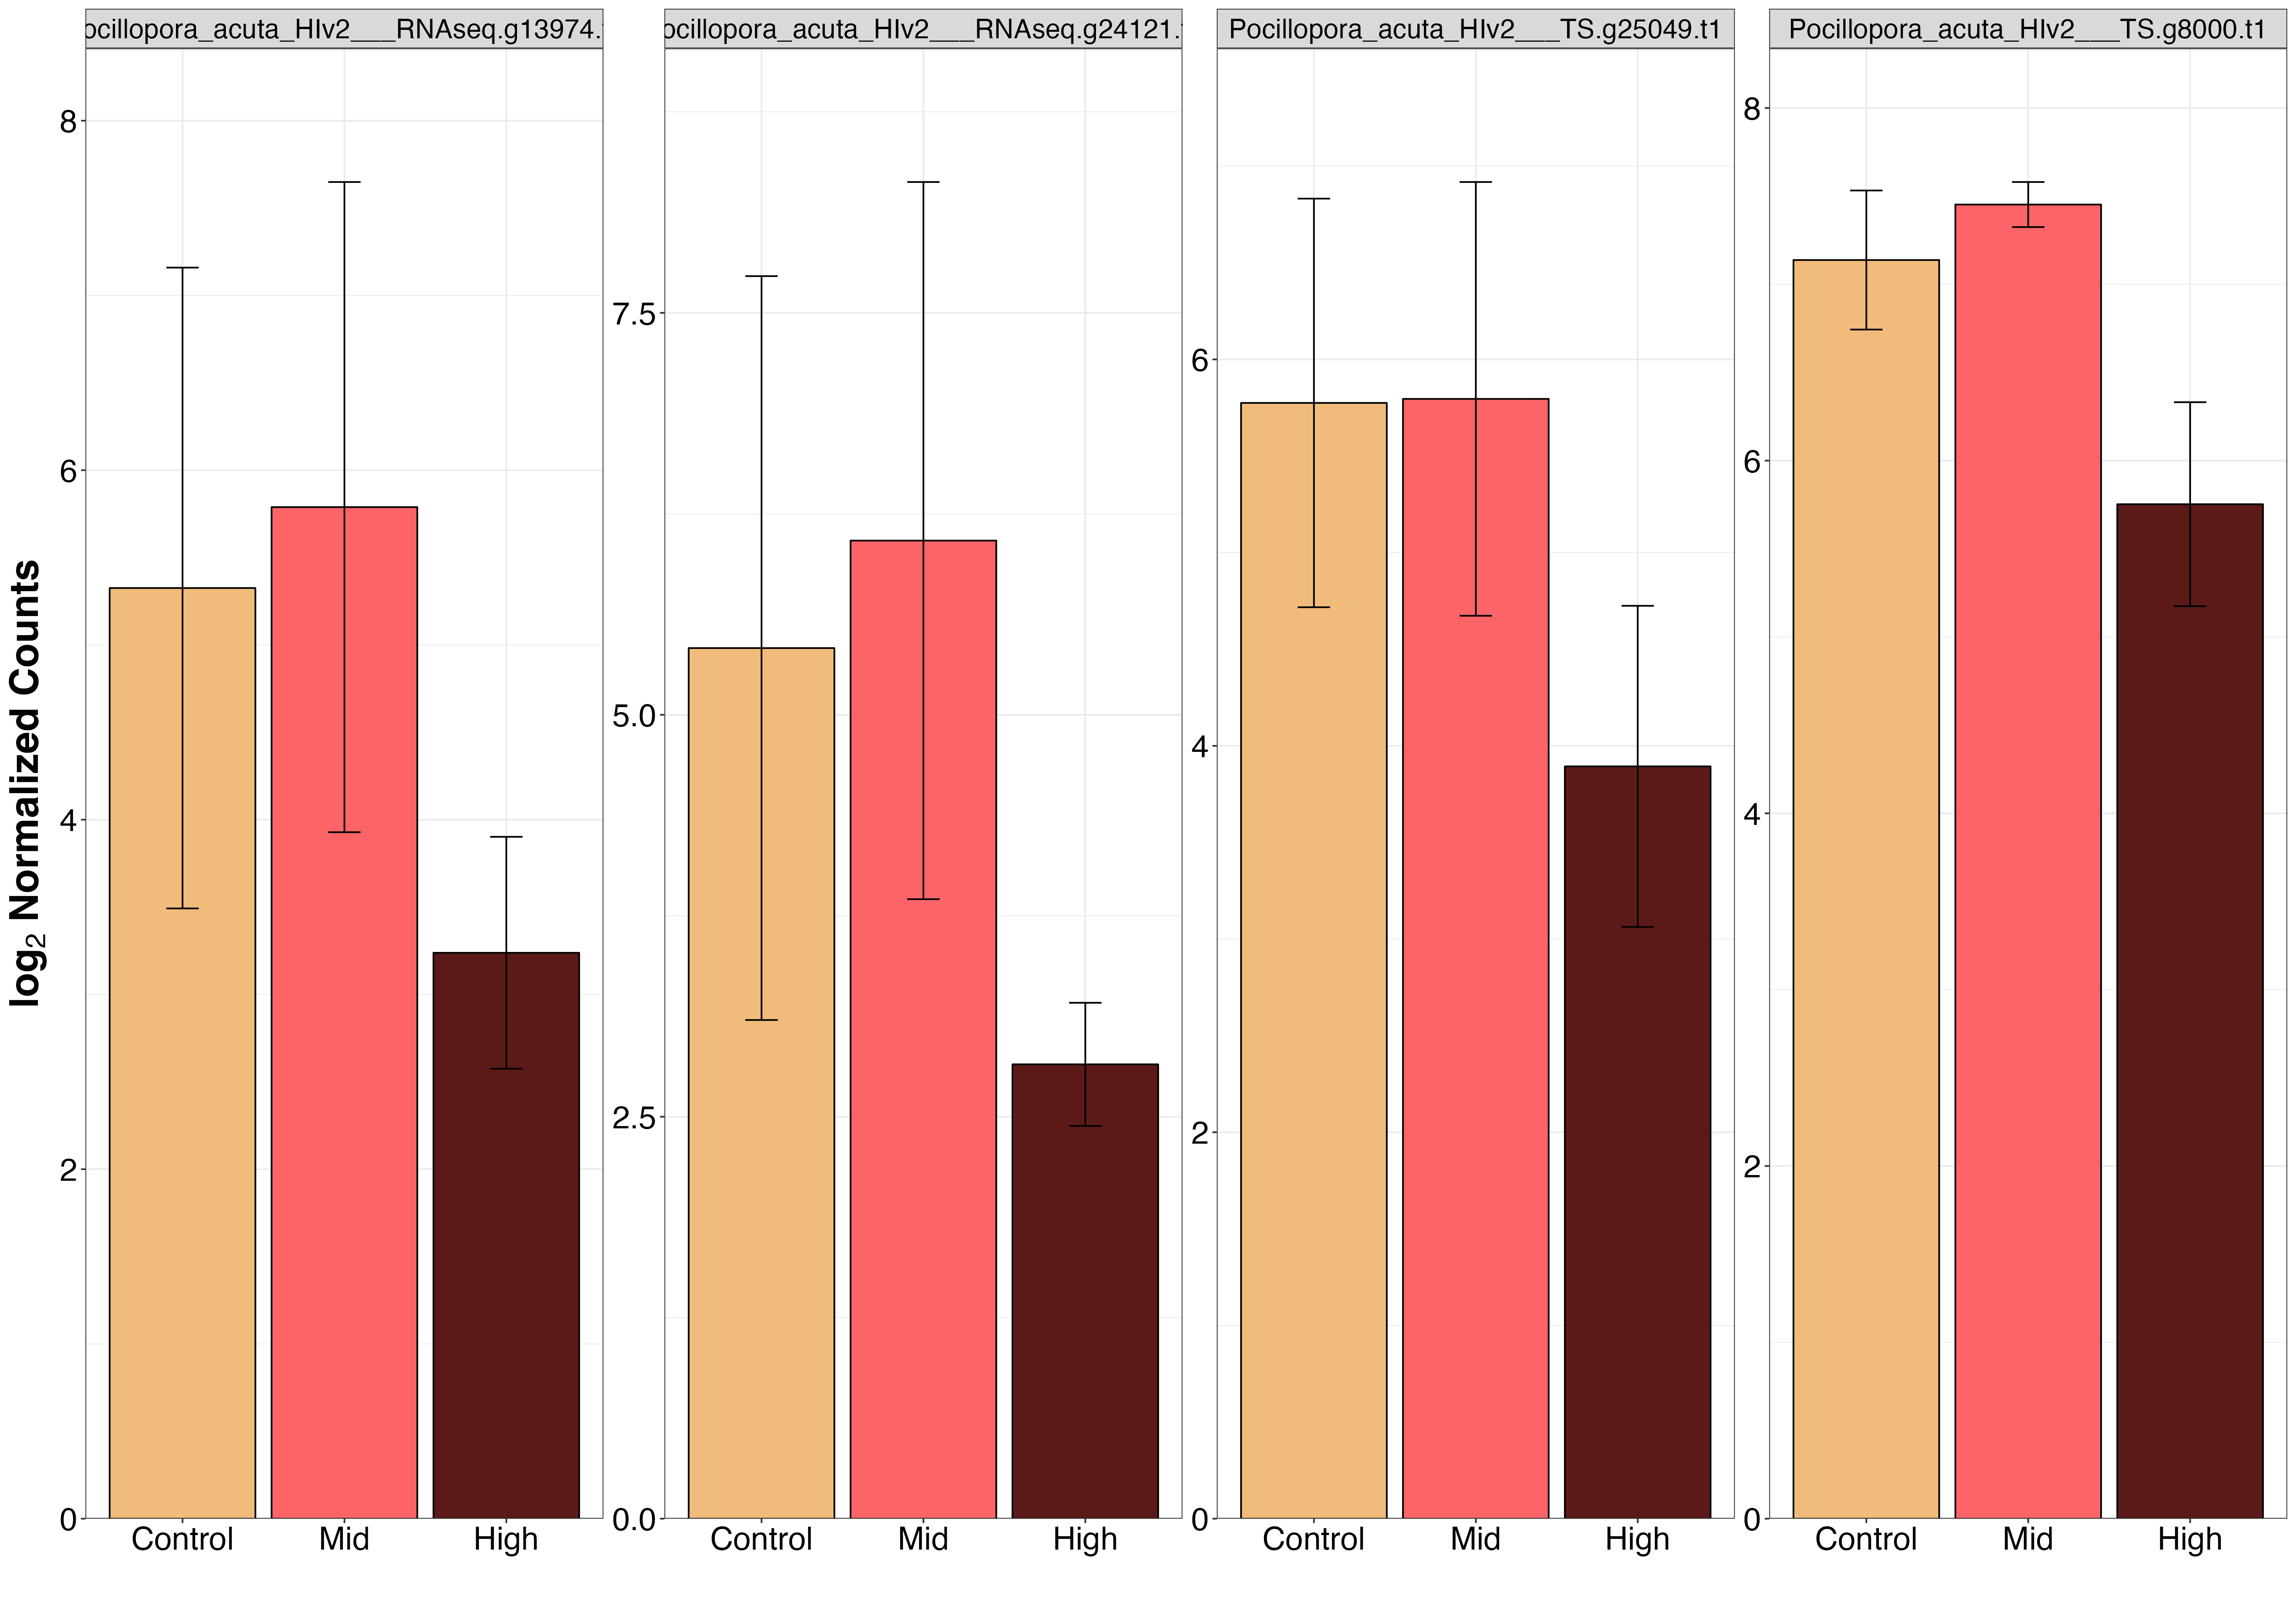 ocillopora_acuta_HIv2___RNAseq.g13974.
ocillopora_acuta_HIv2___RNAseq.g24121.
Pocillopora_acuta_HIv2___TS.g25049.t1
Pocillopora_acuta_HIv2___TS.g8000.t1
log2 Normalized Counts
8
6
4
2
0
7.5
5.0
2.5
0.0
6
4
2
0
8
6
4
2
0
Control Mid High
Control Mid High
Control Mid High
Control Mid High